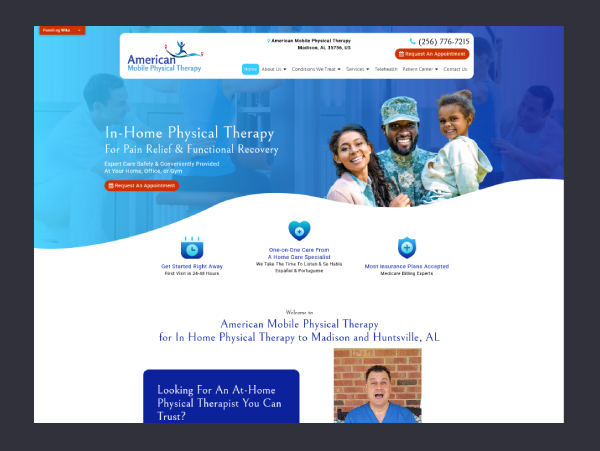 American
Mobile Physical Therapy
American Mobile Physical Therapy
Madison, AL 35756, US
(256) 776-7215
Request An Appointment
Home About Us Conditions We Treat Services Telehealth Patient Center Contact Us
In-Home Physical Therapy
For Pain Relief & Functional Recovery
Expert Care Safely & Conveniently Provided
At Your Home, Office, or Gym
Request An Appointment
Get Started Right Away
First Visit in 24-48 Hours
One-on-One Care From
A Home Care Specialist
We Take The Time To Listen & Se Habla
Español & Portuguese
Most Insurance Plans Accepted
Medicare Billing Experts
Welcome to
American Mobile Physical Therapy
for In Home Physical Therapy to Madison and Huntsville, AL
Looking For An At-Home
Physical Therapist You Can
Trust?